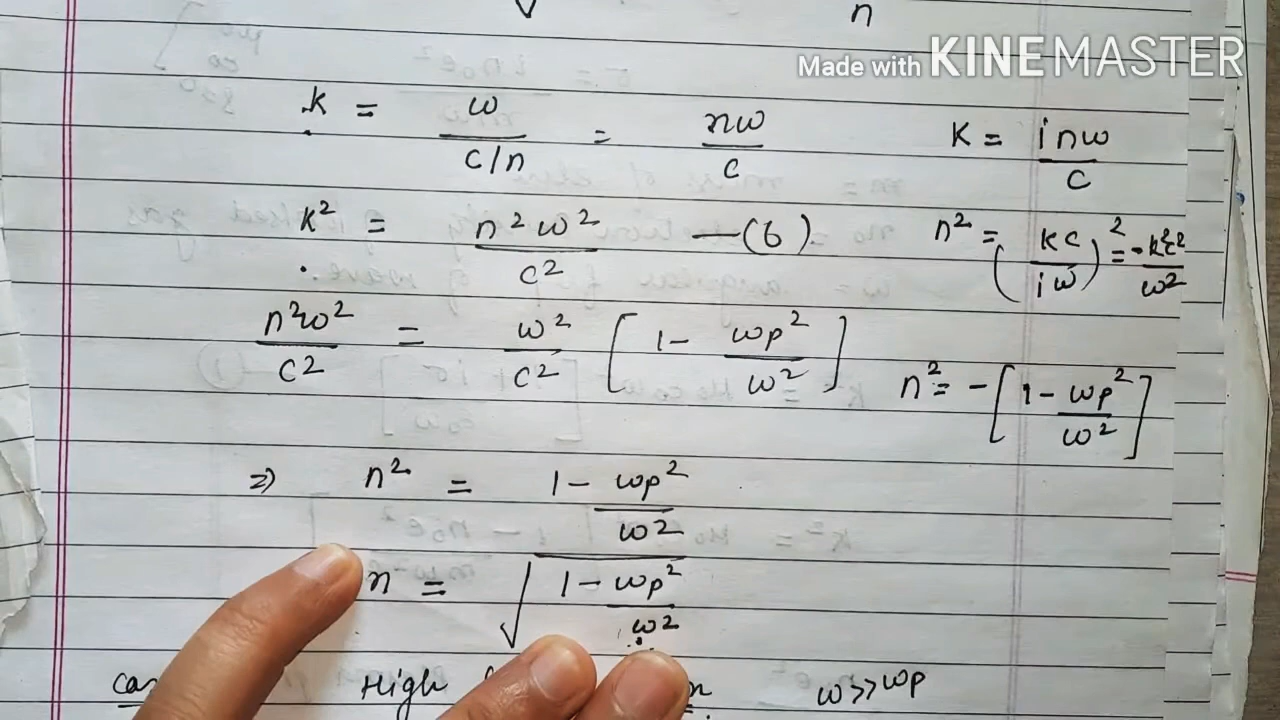 n
Made with KINEMASTER
k = ω/(c/n) = nω/c
K = inω/c
k² = n²ω²/c² —(6)
n² = (kc/iω)² = -k²c²/ω²
n²ω²/c² = ω²/c² [1 - ωp²/ω²]
n² = -[1 - ωp²/ω²]
⇒ n² = 1 - ωp²/ω²
n = √(1 - ωp²/ω²)
High ω>>ωp